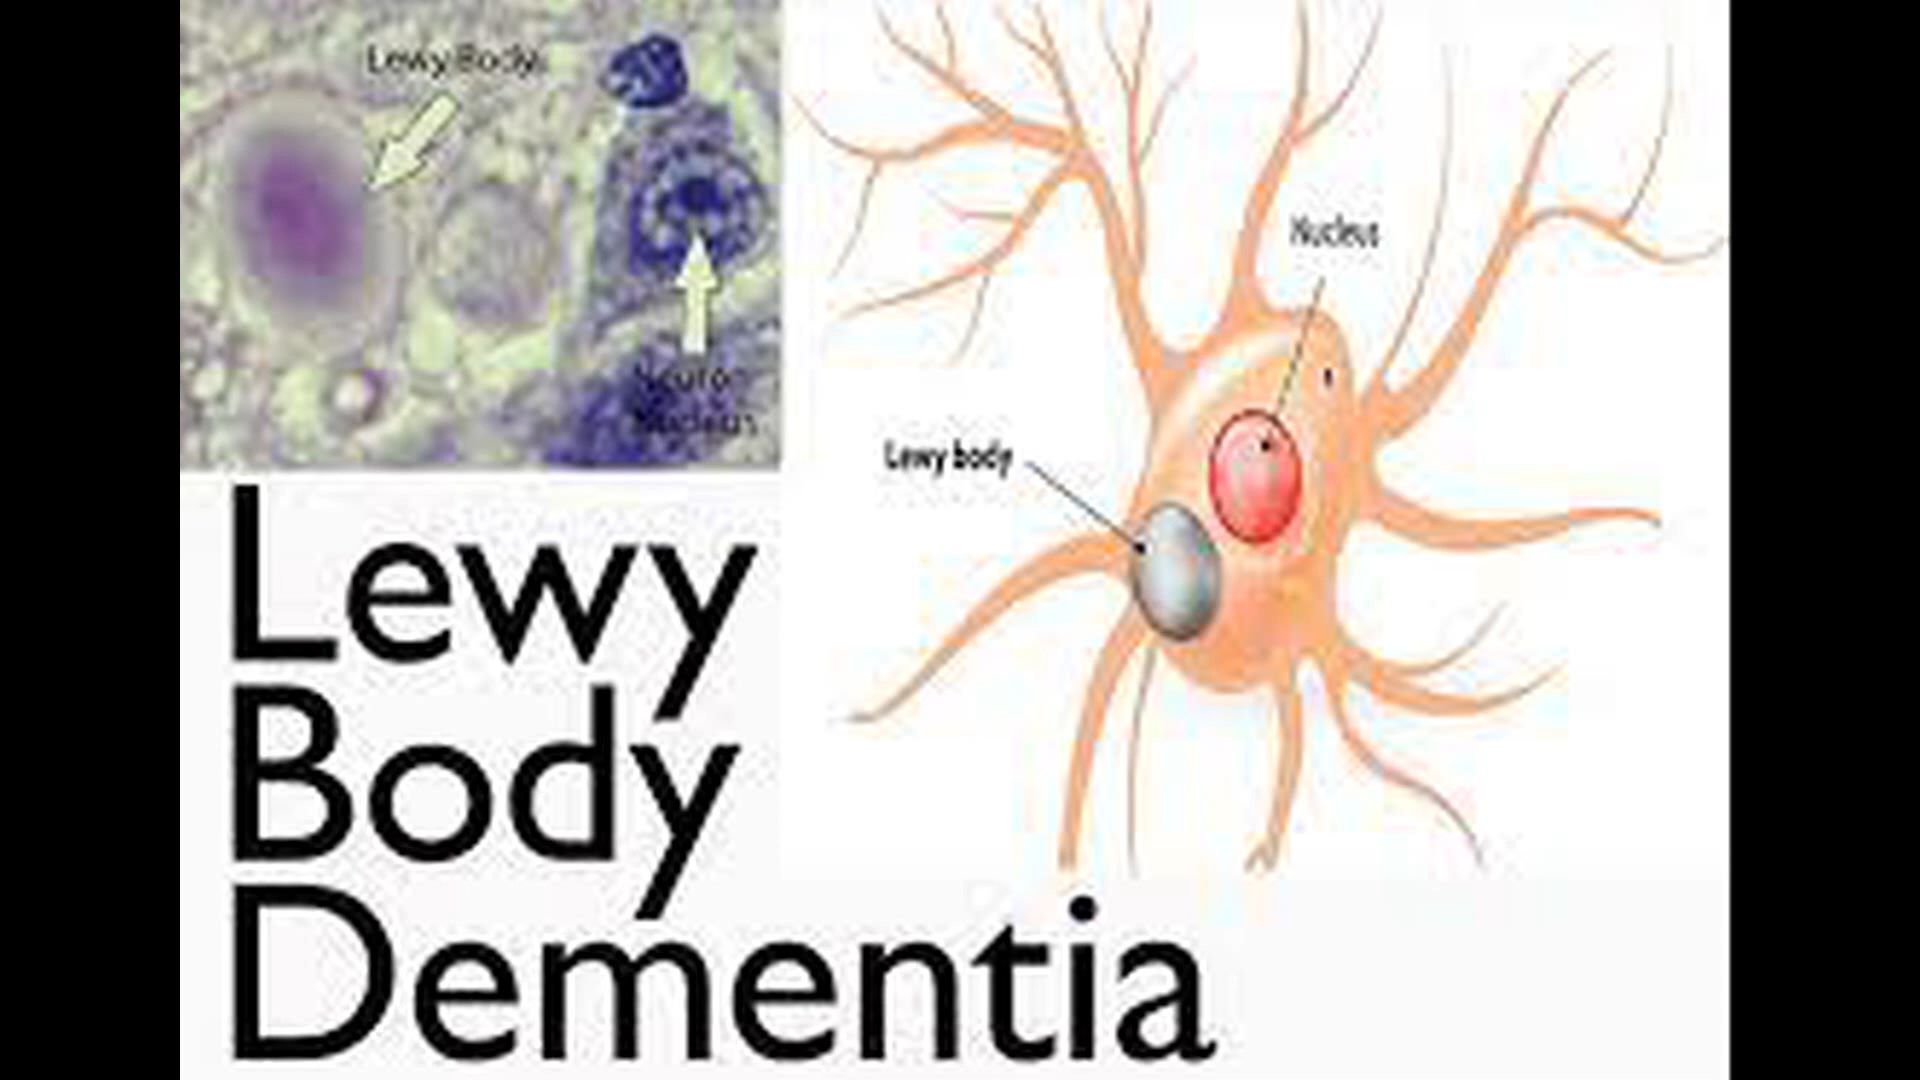 Lewy Body
Neuron
Nucleus
Nucleus
Lewy body
Lewy
Body
Dementia